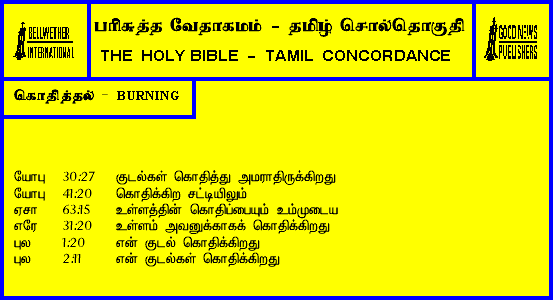 BELLWETHER
INTERNATIONAL
பரிசுத்த வேதாகமம் - தமிழ் சொல்தொகுதி
THE HOLY BIBLE - TAMIL CONCORDANCE
GOOD NEWS
PUBLISHERS
கொதித்தல் - BURNING
யோபு 30:27 குடல்கள் கொதித்து அமராதிருக்கிறது
யோபு 41:20 கொதிக்கிற சட்டியிலும்
ஏசா 63:15 உள்ளத்தின் கொதிப்பையும் உம்முடைய
எரே 31:20 உள்ளம் அவனுக்காகக் கொதிக்கிறது
புல 1:20 என் குடல் கொதிக்கிறது
புல 2:11 என் குடல்கள் கொதிக்கிறது